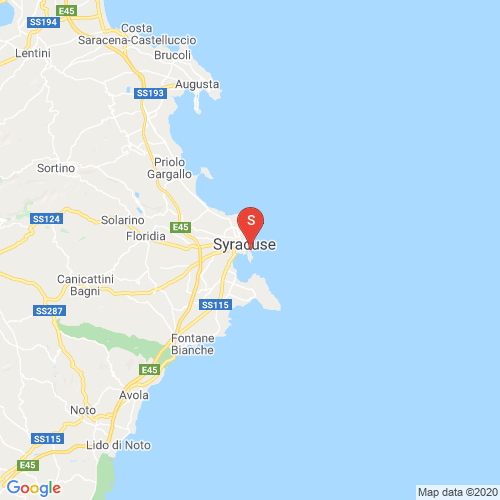 E45
SS194
Costa
Saracena-Castelluccio
Lentini
Brucoli
Augusta
SS193
Sortino
Priolo
Gargallo
SS124
Solarino
E45
S
Floridia
Syracuse
Canicattini
Bagni
SS115
SS287
Fontane
Bianche
E45
Avola
Noto
SS115
Lido di Noto
E45
Google
Map data ©2020